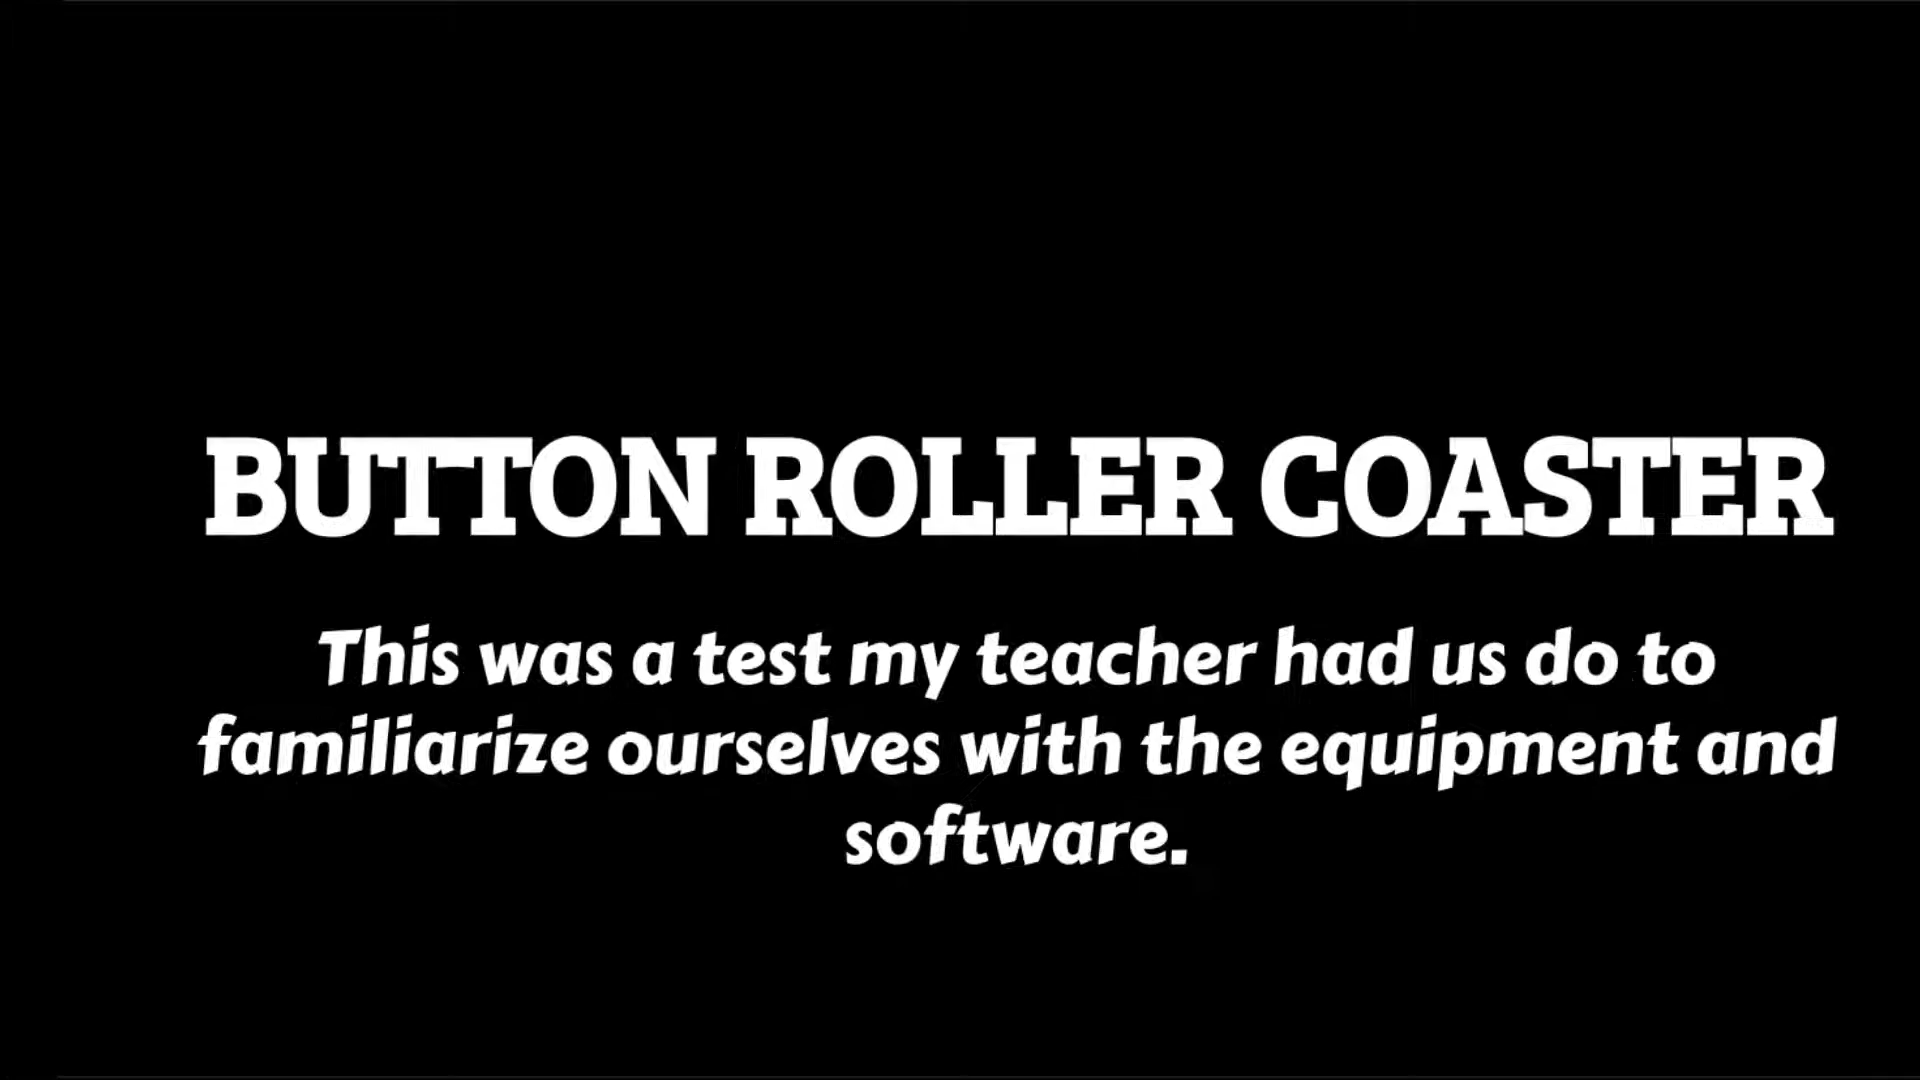 BUTTON ROLLER COASTER
This was a test my teacher had us do to
familiarize ourselves with the equipment and
software.